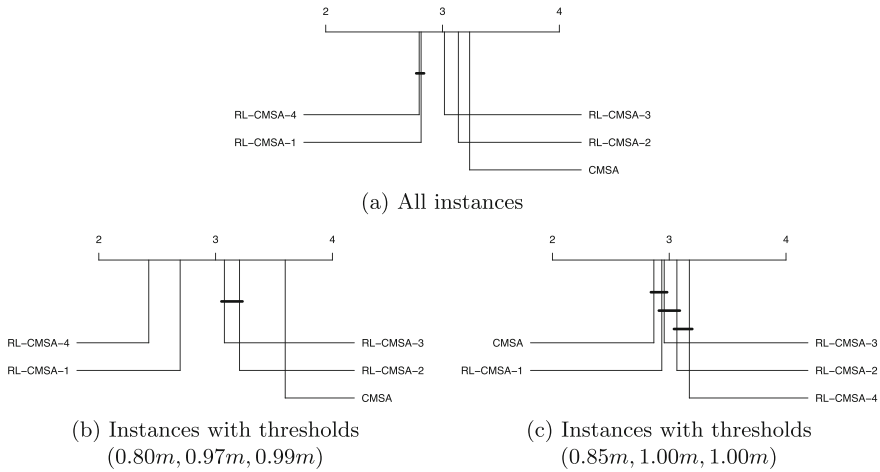 2 3 4
RL−CMSA−4 RL−CMSA−3
RL−CMSA−1 RL−CMSA−2
CMSA
(a) All instances
2 3 4 2 3 4
RL−CMSA−4 RL−CMSA−3 CMSA RL−CMSA−3
RL−CMSA−1 RL−CMSA−2 RL−CMSA−1 RL−CMSA−2
CMSA RL−CMSA−4
(b) Instances with thresholds (c) Instances with thresholds
(0.80m, 0.97m, 0.99m) (0.85m, 1.00m, 1.00m)